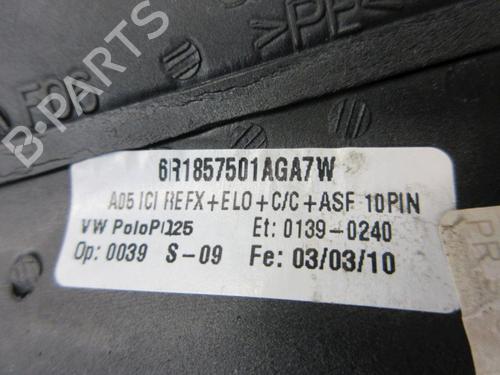 >PE<
6R1857501AGA7W
A05 ICI REFX+ELO+C/C+ASF 10PIN
VW PoloPQ25 Et: 0139-0240
Op: 0039 S-09 Fe: 03/03/10
B-PARTS